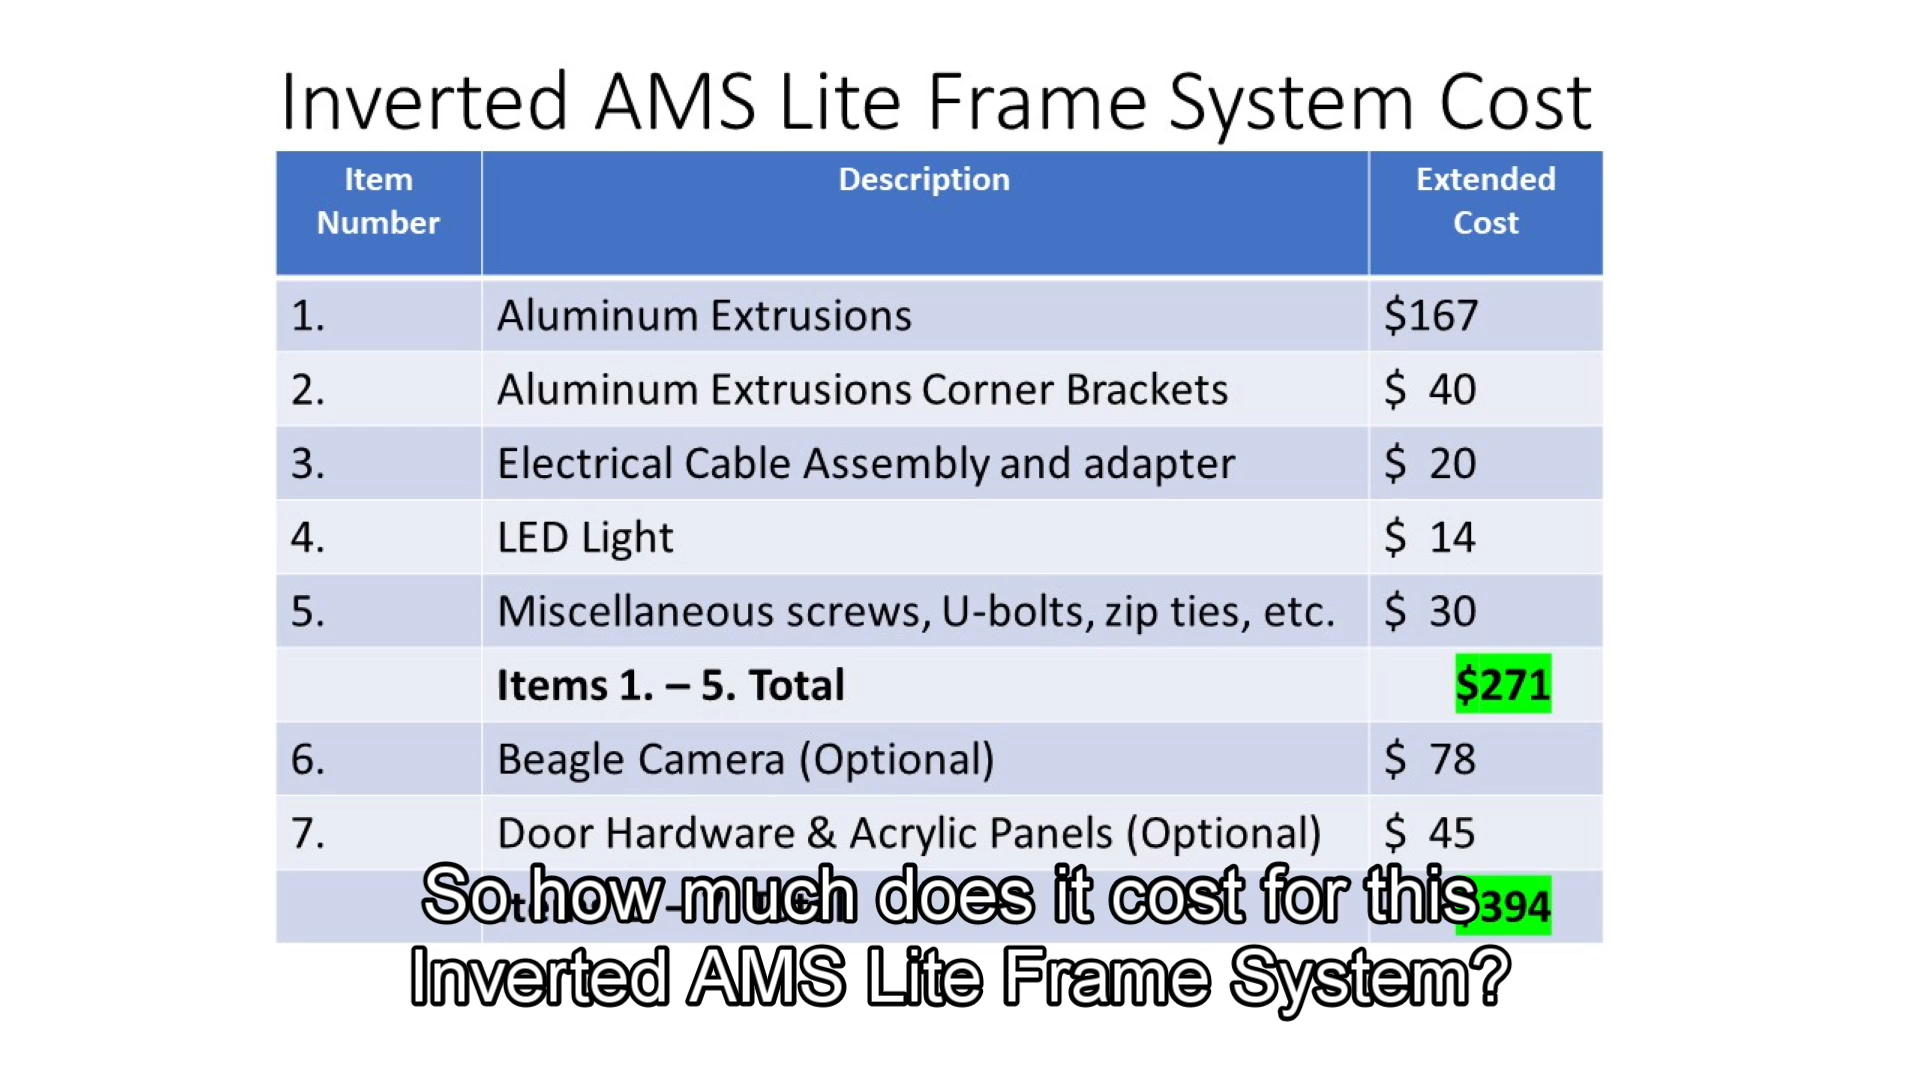 Inverted AMS Lite Frame System Cost
Item Number Description Extended Cost
1. Aluminum Extrusions $167
2. Aluminum Extrusions Corner Brackets $ 40
3. Electrical Cable Assembly and adapter $ 20
4. LED Light $ 14
5. Miscellaneous screws, U-bolts, zip ties, etc. $ 30
Items 1. – 5. Total $271
6. Beagle Camera (Optional) $ 78
7. Door Hardware & Acrylic Panels (Optional) $ 45
394
So how much does it cost for this
Inverted AMS Lite Frame System?